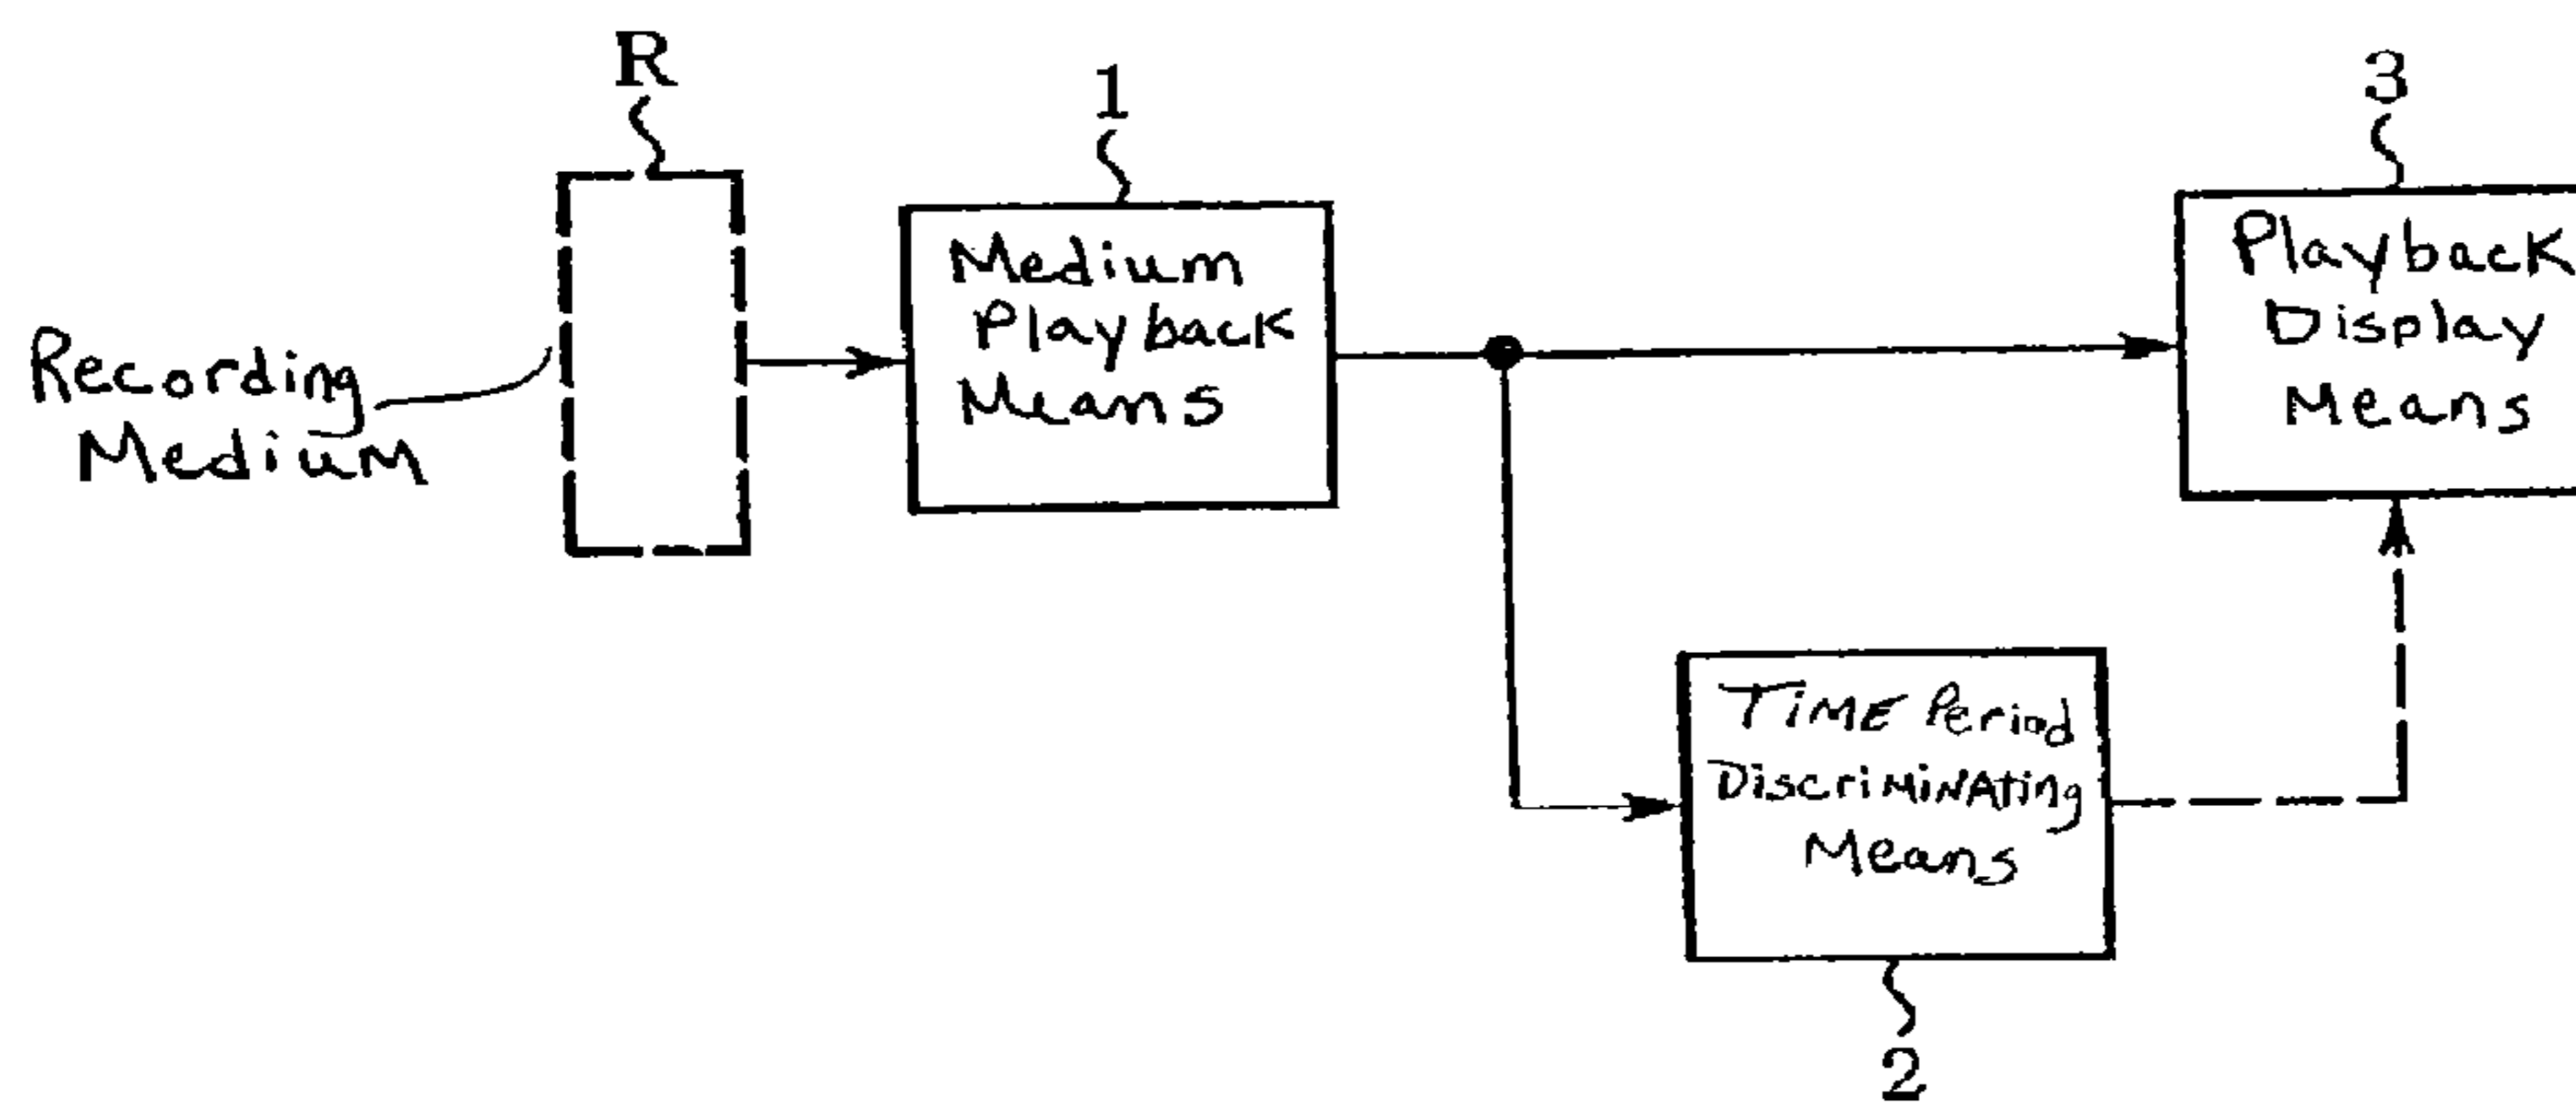 R
1
3
Recording
Medium
Medium
Playback
Means
Playback
Display
Means
Time Period
Discriminating
Means
2